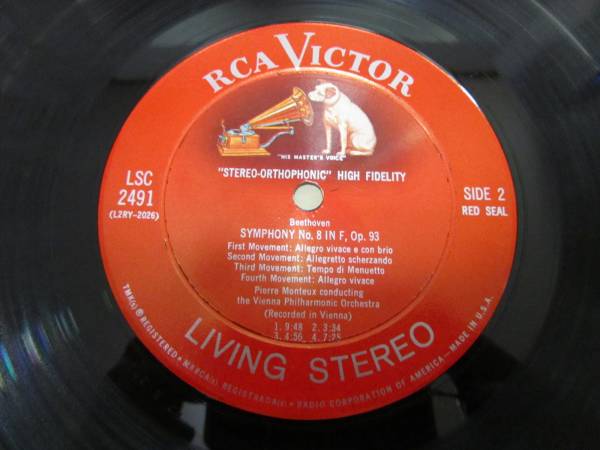 RCA VICTOR
"HIS MASTER'S VOICE"
"STEREO-ORTHOPHONIC" HIGH FIDELITY
LSC
2491
(L2RY-2026)
SIDE 2
RED SEAL
Beethoven
SYMPHONY No. 8 IN F, Op. 93
First Movement: Allegro vivace e con brio
Second Movement: Allegretto scherzando
Third Movement: Tempo di Menuetto
Fourth Movement: Allegro vivace
Pierre Monteux conducting
the Vienna Philharmonic Orchestra
(Recorded in Vienna)
1. 9:48 2. 3:34
3. 4:56 4. 7:25
LIVING STEREO
TMK(s) ® REGISTERED • MARCA(s) REGISTRADA(s) • RADIO CORPORATION OF AMERICA—MADE IN U.S.A.